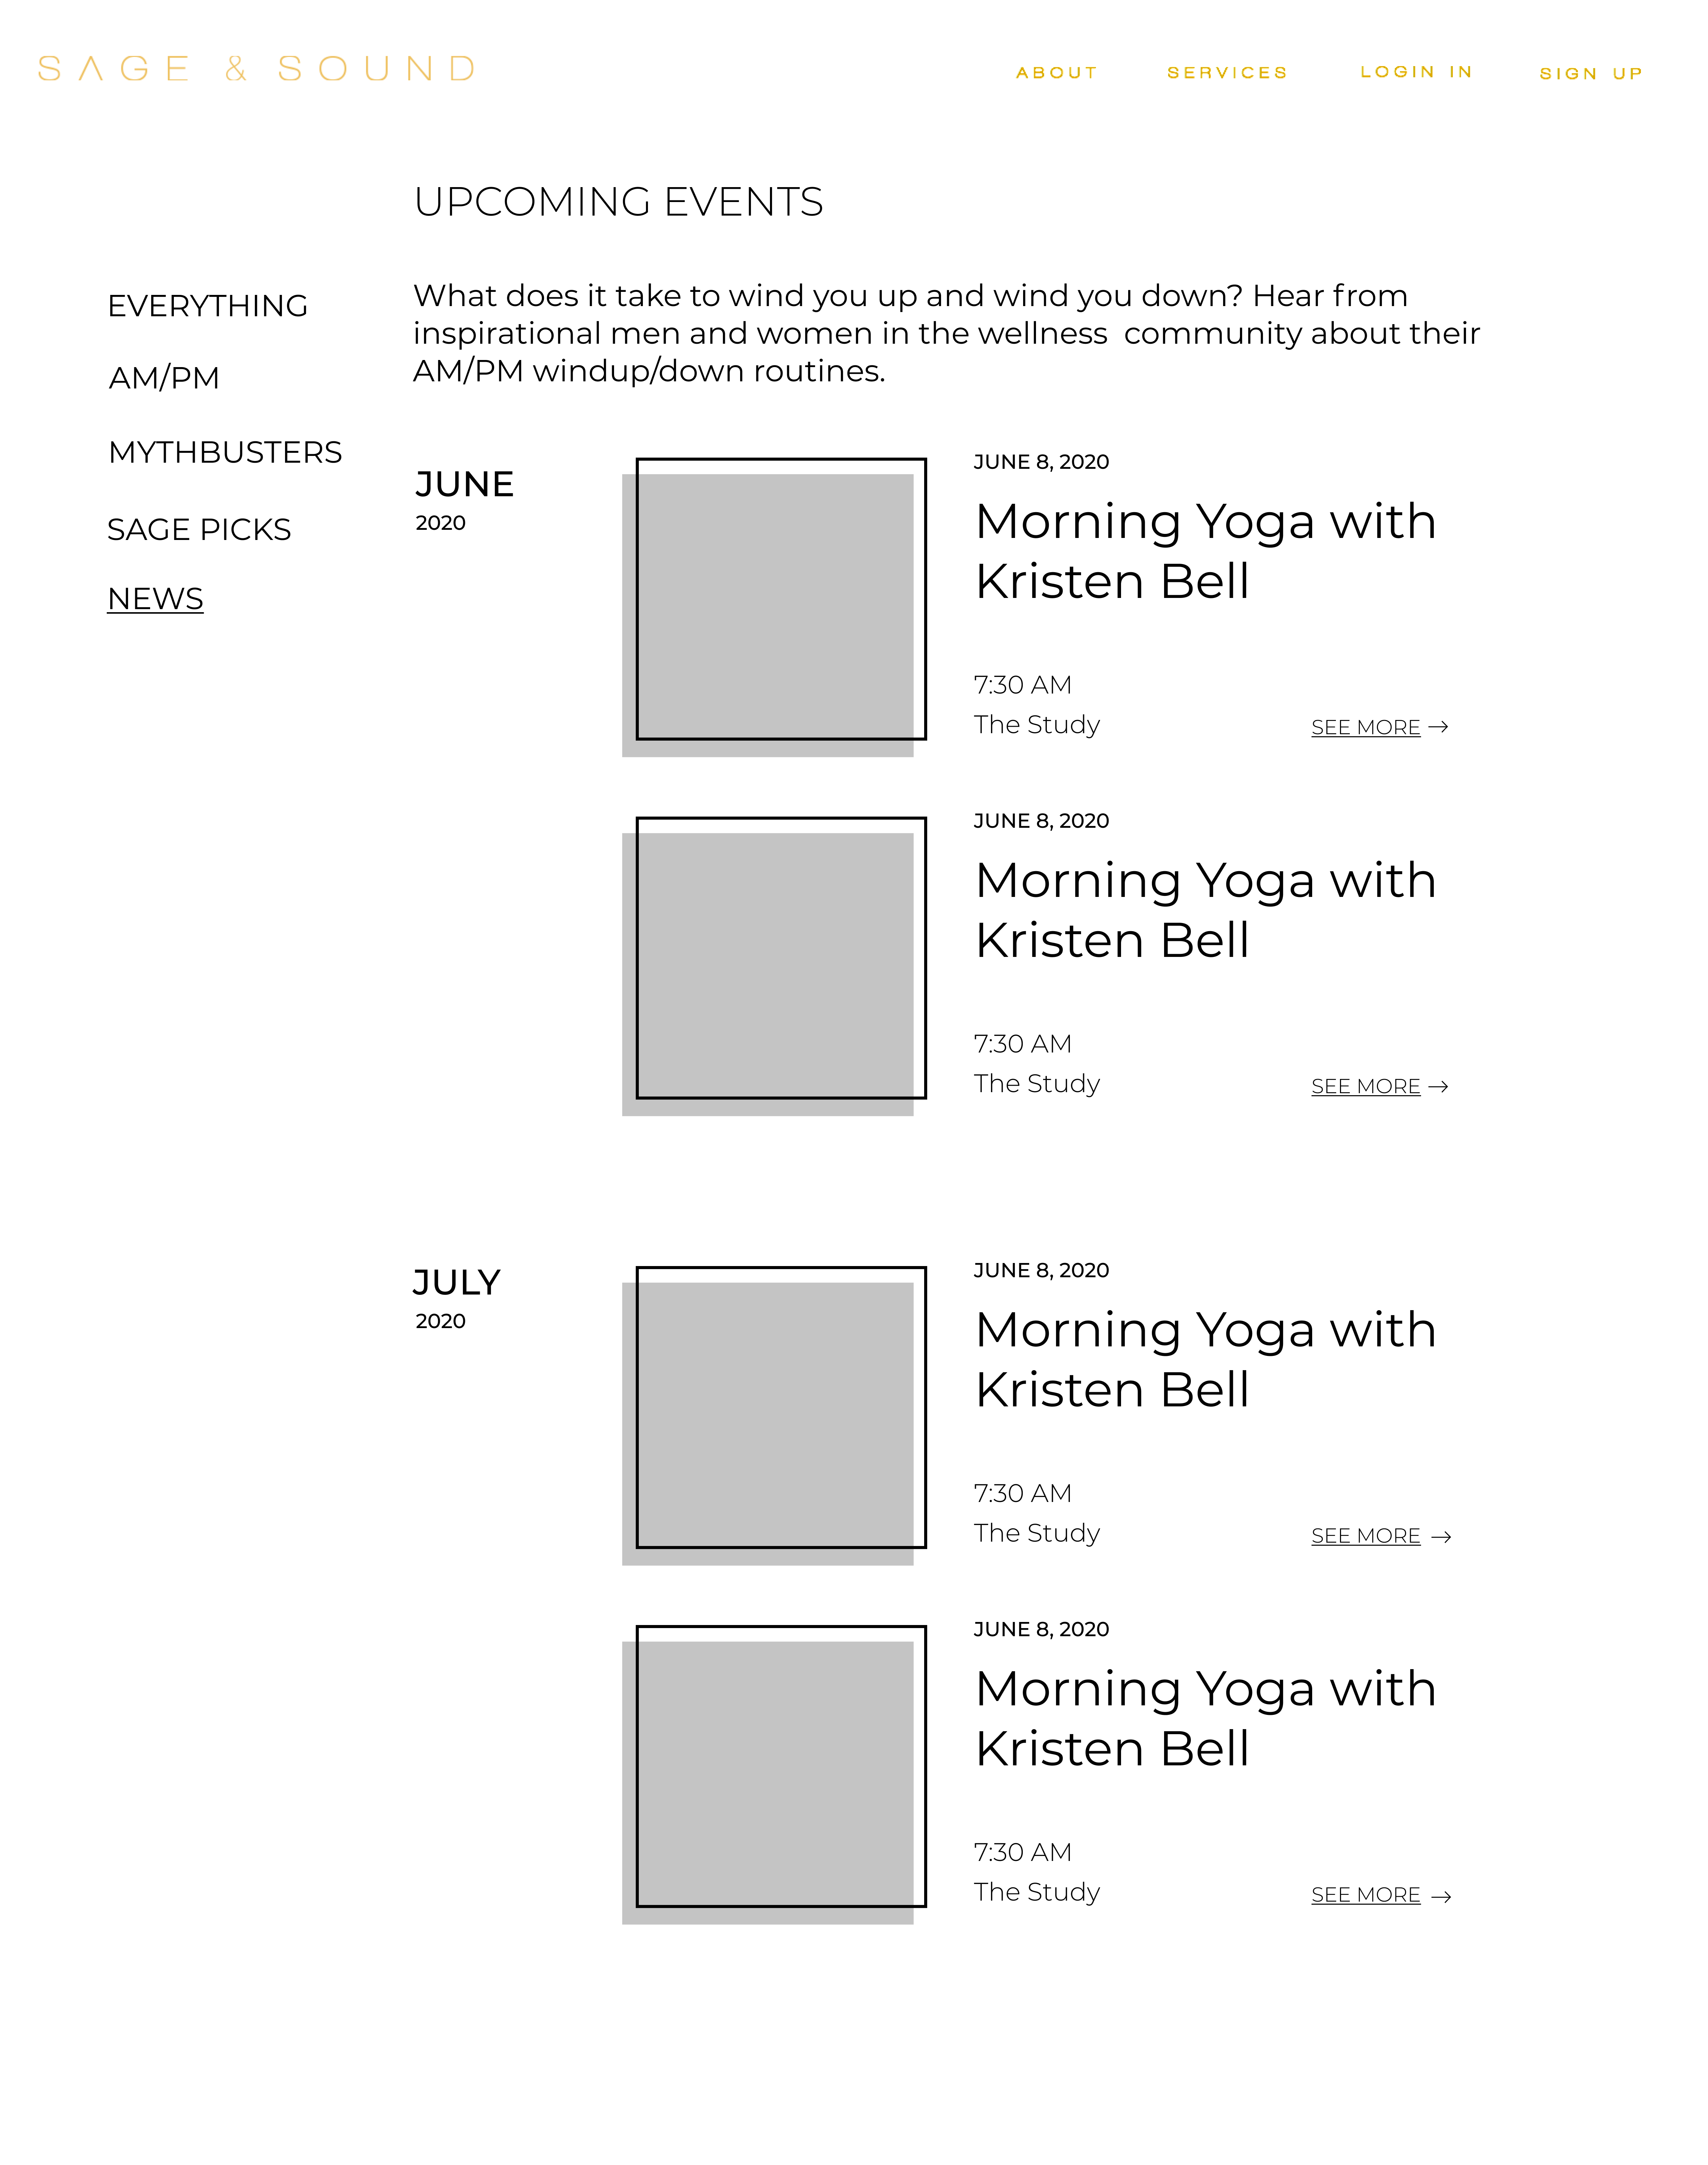 SAGE & SOUND
ABOUT SERVICES LOGIN IN SIGN UP
UPCOMING EVENTS
EVERYTHING
AM/PM
MYTHBUSTERS
SAGE PICKS
NEWS
What does it take to wind you up and wind you down? Hear from
inspirational men and women in the wellness  community about their
AM/PM windup/down routines.
JUNE
2020
JUNE 8, 2020
Morning Yoga with
Kristen Bell
7:30 AM
The Study
SEE MORE →
JUNE 8, 2020
Morning Yoga with
Kristen Bell
7:30 AM
The Study
SEE MORE →
JULY
2020
JUNE 8, 2020
Morning Yoga with
Kristen Bell
7:30 AM
The Study
SEE MORE →
JUNE 8, 2020
Morning Yoga with
Kristen Bell
7:30 AM
The Study
SEE MORE →